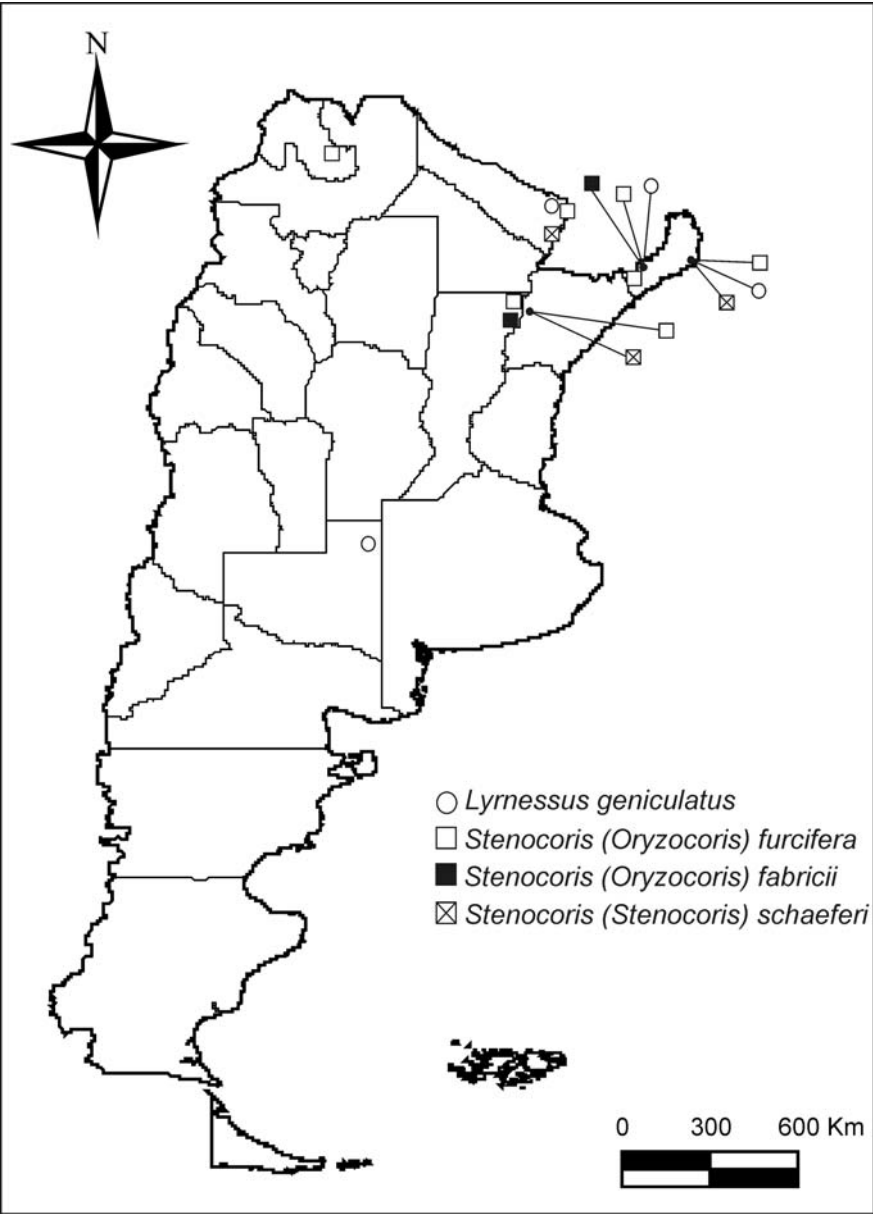 N
Lyrnessus geniculatus
Stenocoris (Oryzocoris) furcifera
Stenocoris (Oryzocoris) fabricii
Stenocoris (Stenocoris) schaeferi
0 300 600 Km